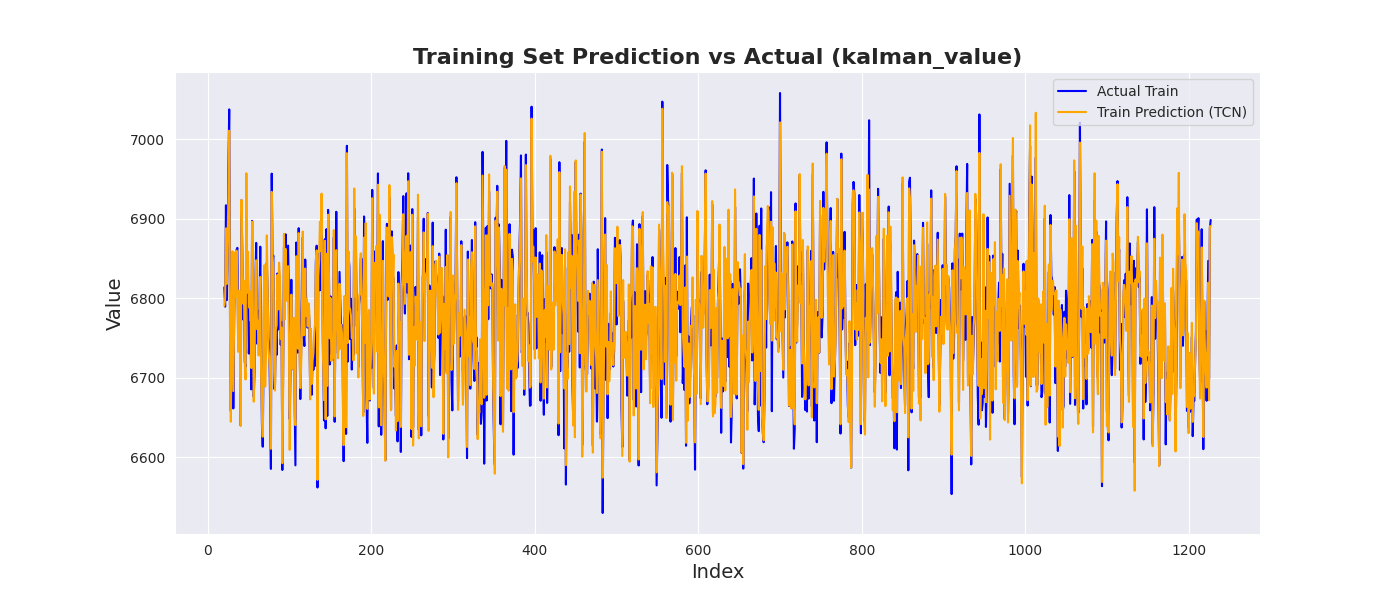 Training Set Prediction vs Actual (kalman_value)
Actual Train
Train Prediction (TCN)
Value
7000
6900
6800
6700
6600
0 200 400 600 800 1000 1200
Index